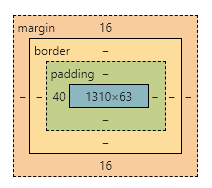 margin 16
border –
padding –
– – 40 1310×63 – – –
–
–
16